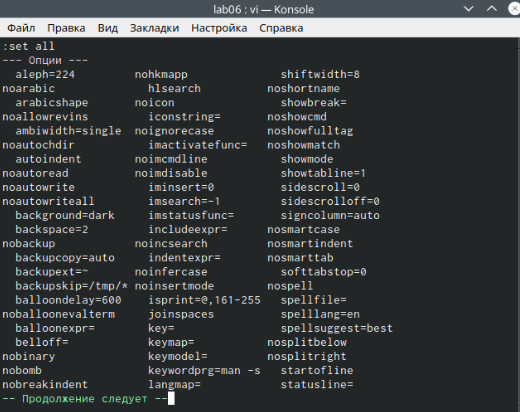 lab06 : vi — Konsole
Файл Правка Вид Закладки Настройка Справка
:set all
--- Опции ---
  aleph=224         nohkmapp            shiftwidth=8
noarabic              hlsearch          noshortname
  arabicshape       noicon                showbreak=
noallowrevins         iconstring=       noshowcmd
  ambiwidth=single  noignorecase        noshowfulltag
noautochdir           imactivatefunc=   noshowmatch
  autoindent        noimcmdline           showmode
noautoread          noimdisable           showtabline=1
noautowrite           iminsert=0          sidescroll=0
noautowriteall        imsearch=-1         sidescrolloff=0
  background=dark     imstatusfunc=       signcolumn=auto
  backspace=2         includeexpr=      nosmartcase
nobackup            noincsearch         nosmartindent
  backupcopy=auto     indentexpr=       nosmarttab
  backupext=~       noinfercase           softtabstop=0
  backupskip=/tmp/* noinsertmode        nospell
  balloondelay=600    isprint=@,161-255   spellfile=
noballoonevalterm     joinspaces          spelllang=en
  balloonexpr=        key=                spellsuggest=best
  belloff=            keymap=           nosplitbelow
nobinary              keymodel=         nosplitright
nobomb                keywordprg=man -s   startofline
nobreakindent         langmap=            statusline=
-- Продолжение следует --